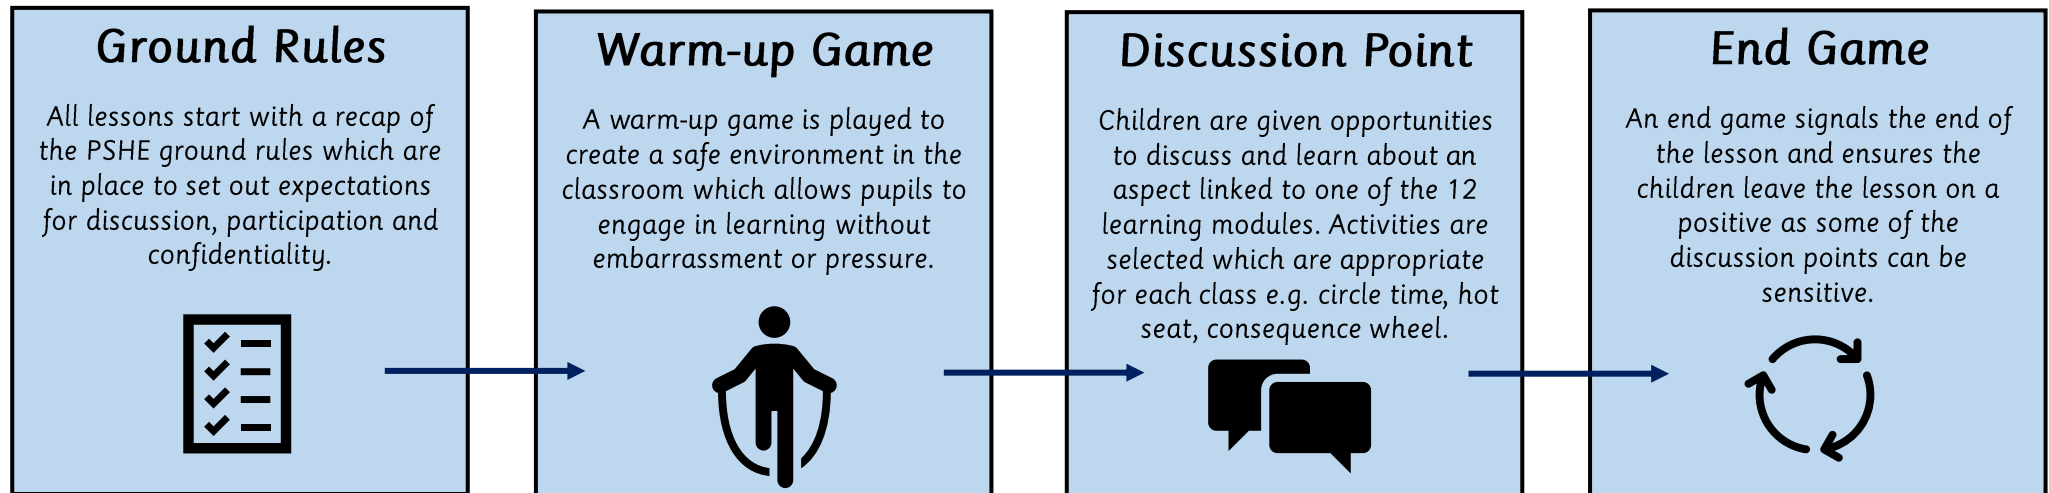 Ground Rules
All lessons start with a recap of
the PSHE ground rules which are
in place to set out expectations
for discussion, participation and
confidentiality.
Warm-up Game
A warm-up game is played to
create a safe environment in the
classroom which allows pupils to
engage in learning without
embarrassment or pressure.
Discussion Point
Children are given opportunities
to discuss and learn about an
aspect linked to one of the 12
learning modules. Activities are
selected which are appropriate
for each class e.g. circle time, hot
seat, consequence wheel.
End Game
An end game signals the end of
the lesson and ensures the
children leave the lesson on a
positive as some of the
discussion points can be
sensitive.